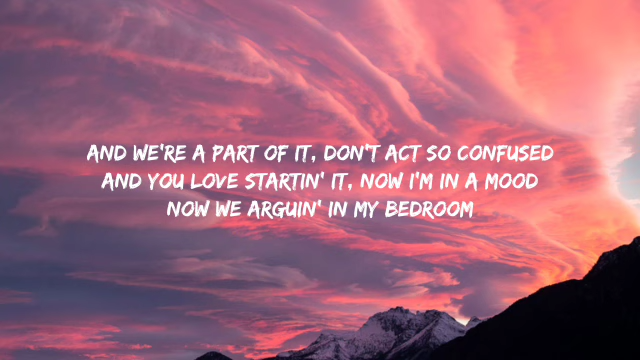 AND WE'RE A PART OF IT, DON'T ACT SO CONFUSED
AND YOU LOVE STARTIN' IT, NOW I'M IN A MOOD
NOW WE ARGUIN' IN MY BEDROOM